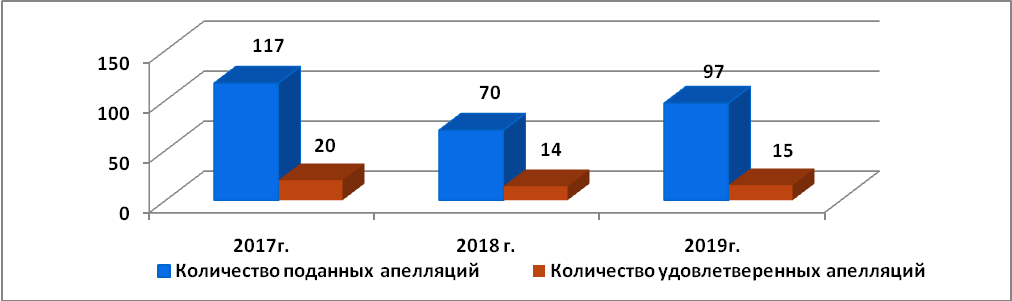 117
150
97
70
100
20
14
15
50
0
2017г.
2018 г.
2019г.
Количество поданных апелляций
Количество удовлетверенных апелляций